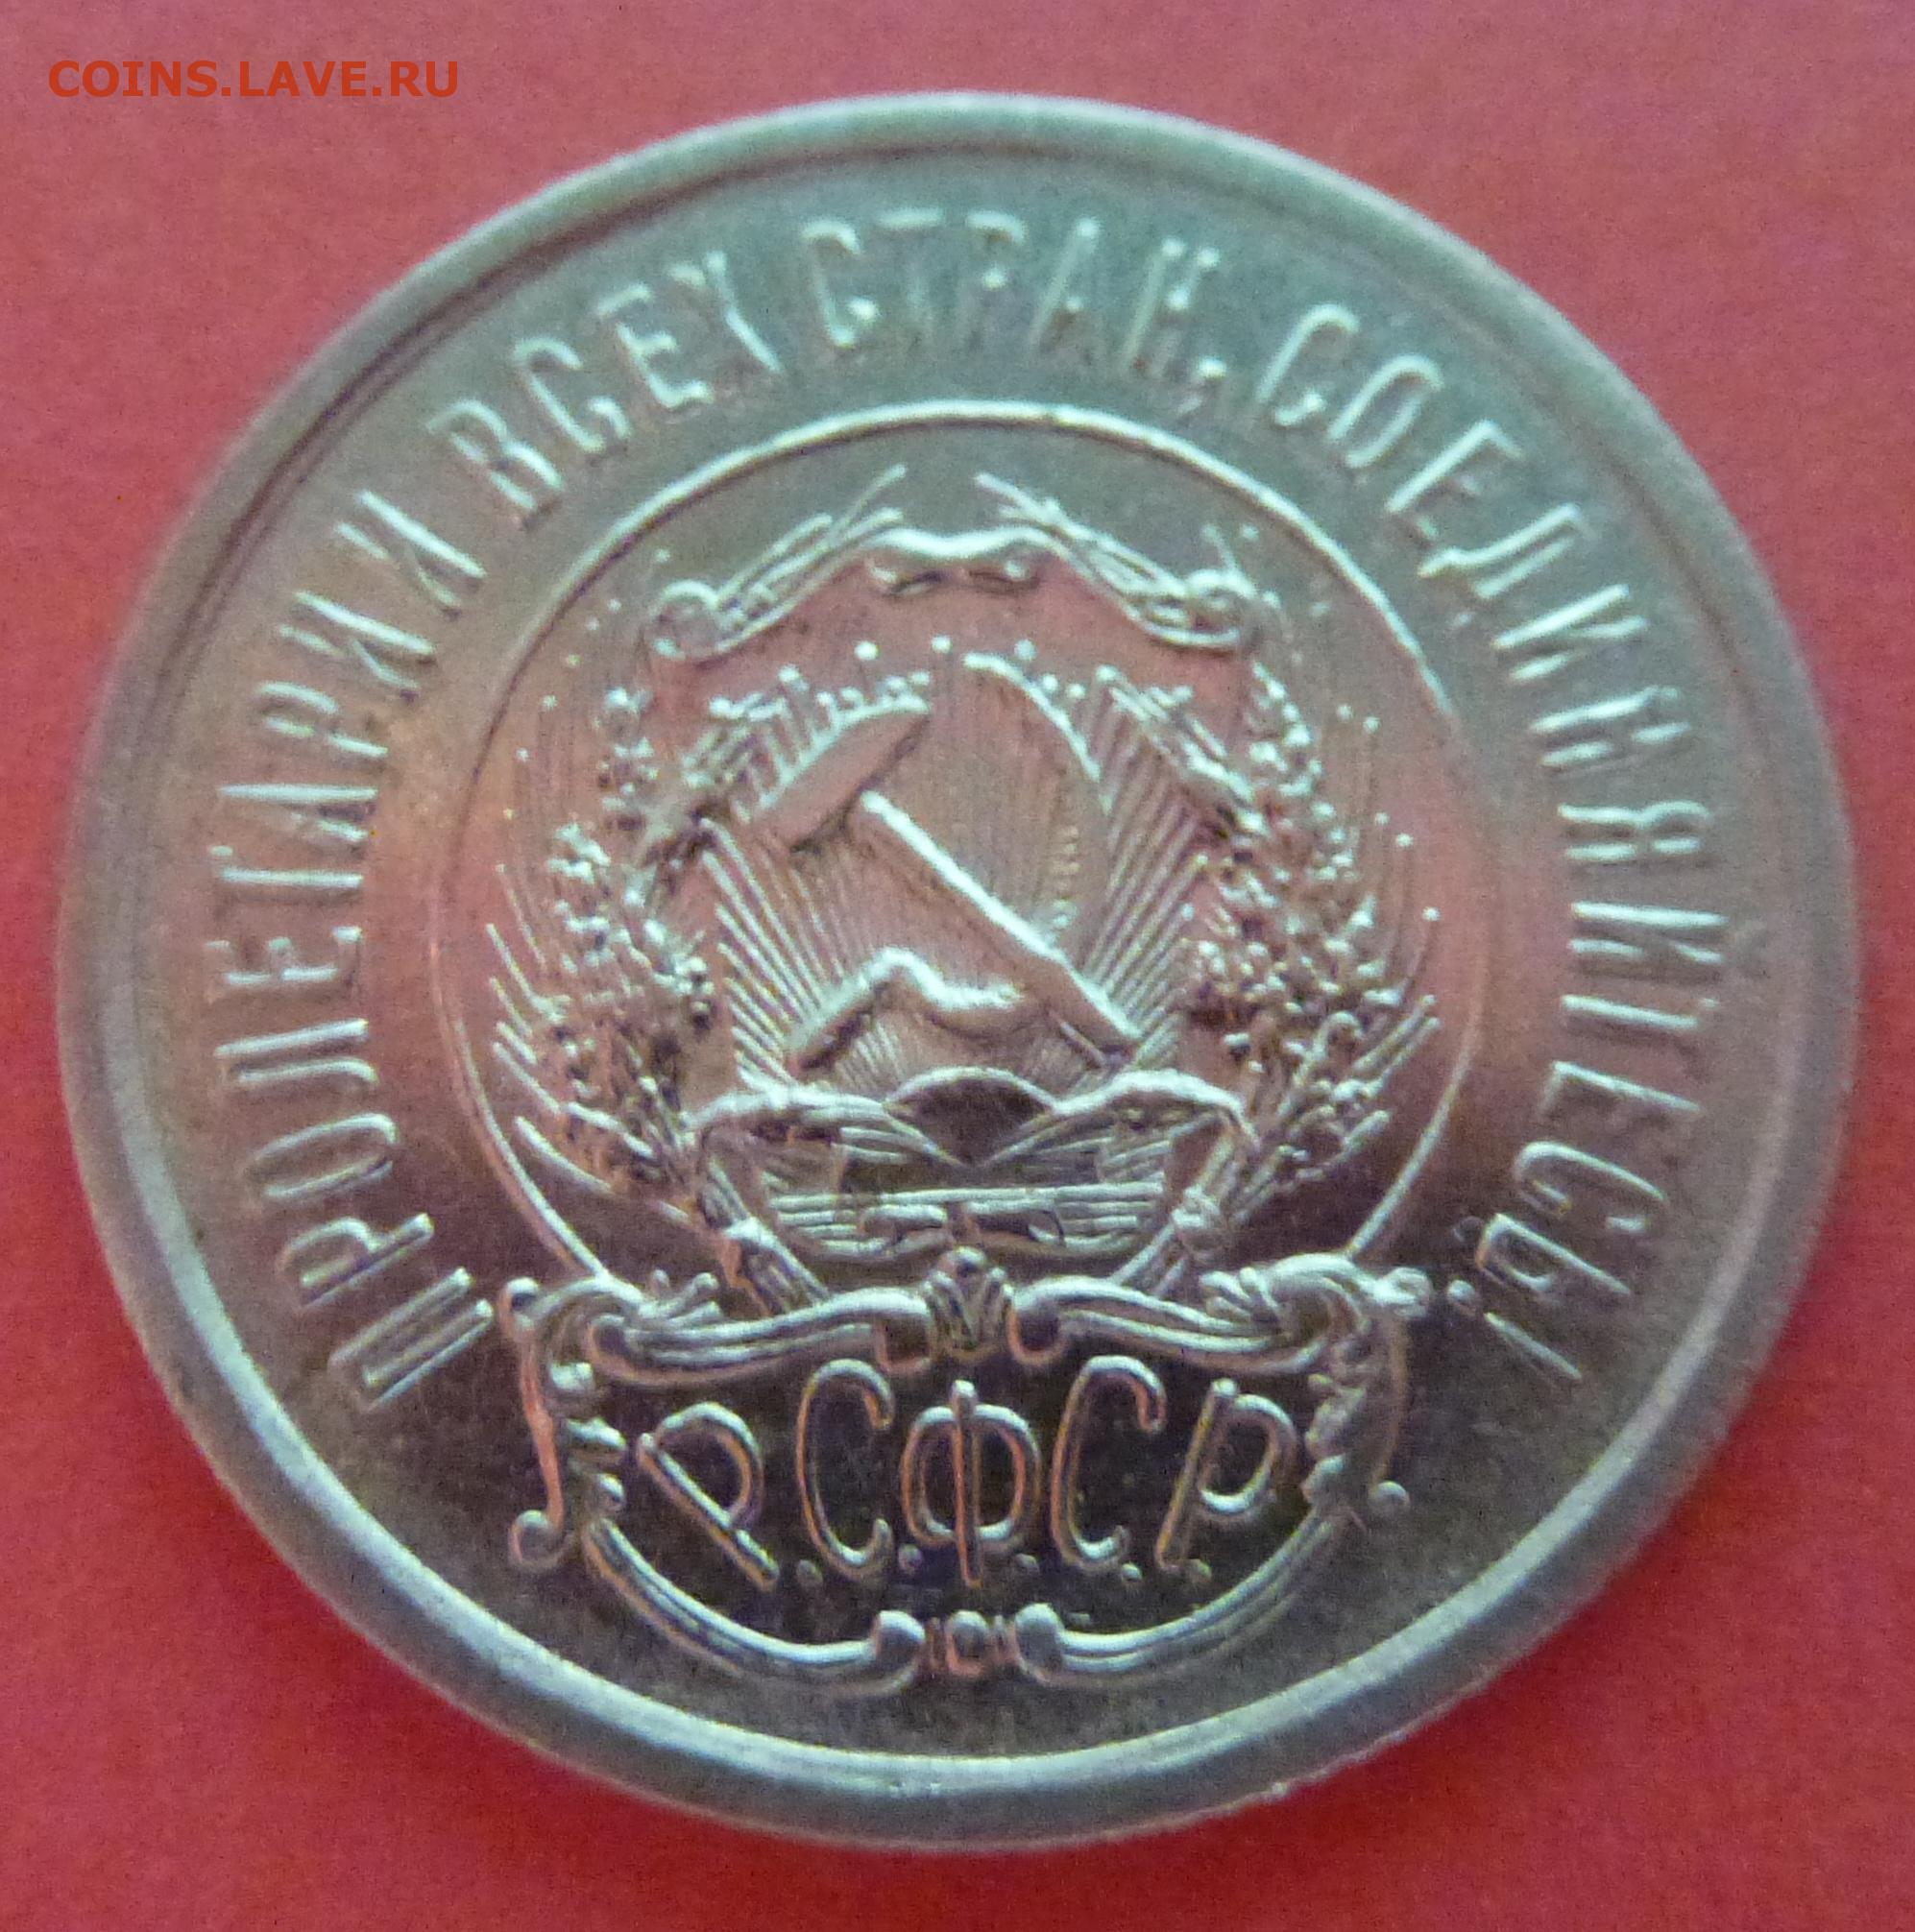 COINS.LAVE.RU
ПРОЛЕТАРИИ ВСЕХ СТРАН, СОЕДИНЯЙТЕСЬ!
Р.С.Ф.С.Р.